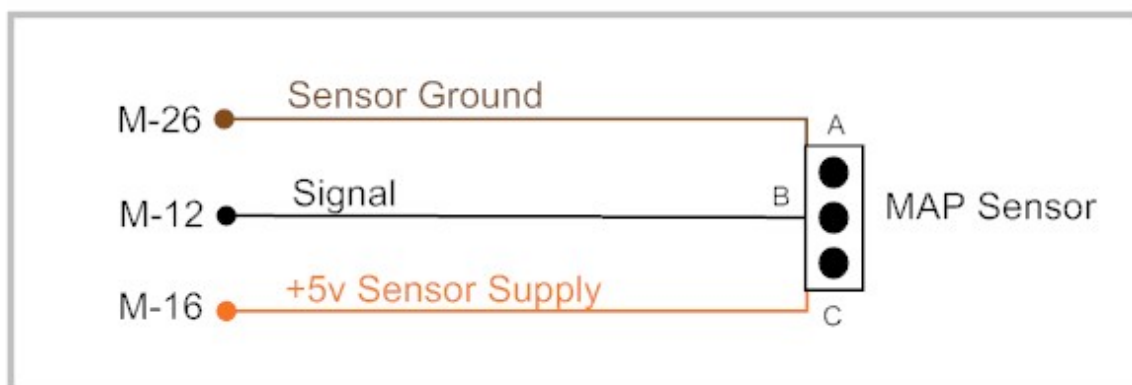 Sensor Ground
M-26
A
Signal
B
M-12
MAP Sensor
+5v Sensor Supply
M-16
C